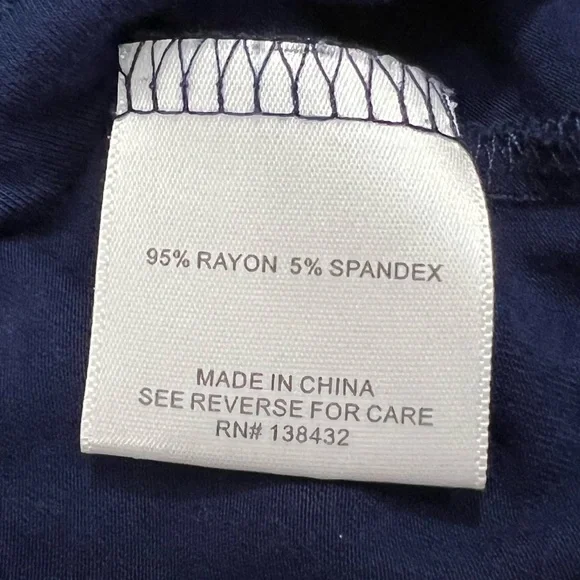 95% RAYON 5% SPANDEX
MADE IN CHINA
SEE REVERSE FOR CARE
RN# 138432